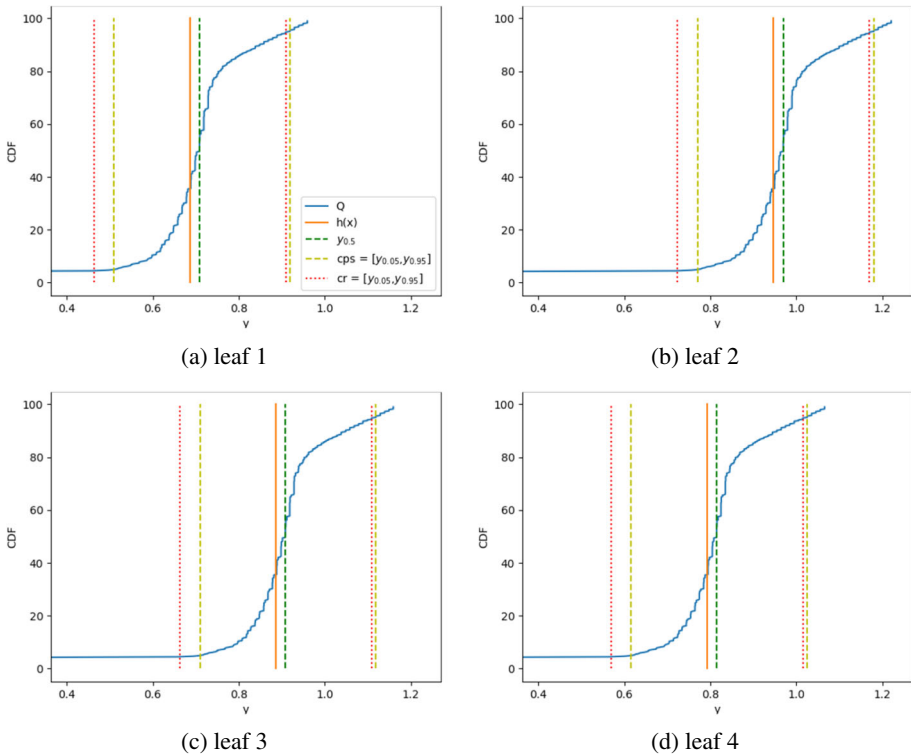 100
80
60
40
20
0
CDF
0.4 0.6 0.8 1.0 1.2
y
Q
h(x)
y0.5
cps = [y0.05,y0.95]
cr = [y0.05,y0.95]
(a) leaf 1
100
80
60
40
20
0
CDF
0.4 0.6 0.8 1.0 1.2
y
(b) leaf 2
100
80
60
40
20
0
CDF
0.4 0.6 0.8 1.0 1.2
y
(c) leaf 3
100
80
60
40
20
0
CDF
0.4 0.6 0.8 1.0 1.2
y
(d) leaf 4